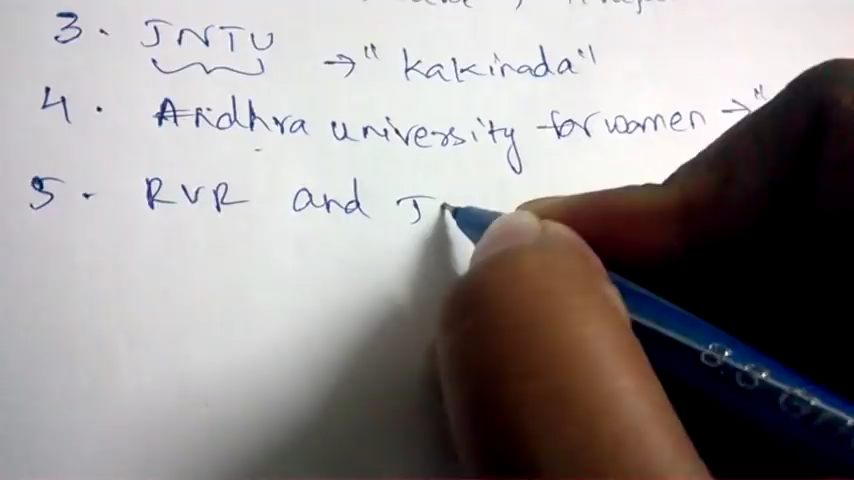 3. JNTU → "Kakinada"
4. Andhra university for women → "
5. RVR and J